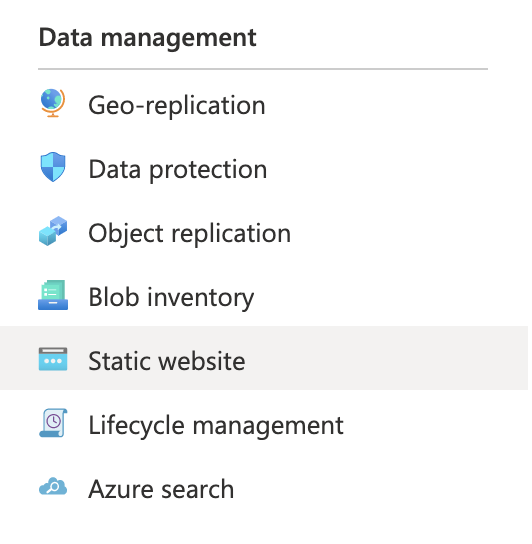 Data management
Geo-replication
Data protection
Object replication
Blob inventory
Static website
Lifecycle management
Azure search